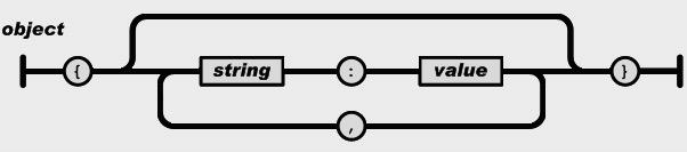 object
{ string : value }
,